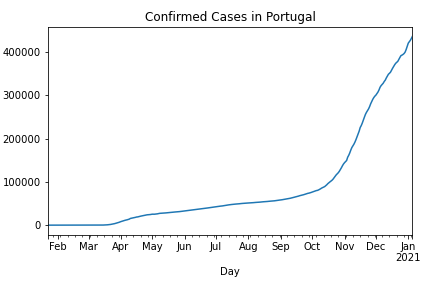 Confirmed Cases in Portugal
400000
300000
200000
100000
0
Feb Mar Apr May Jun Jul Aug Sep Oct Nov Dec Jan
2021
Day